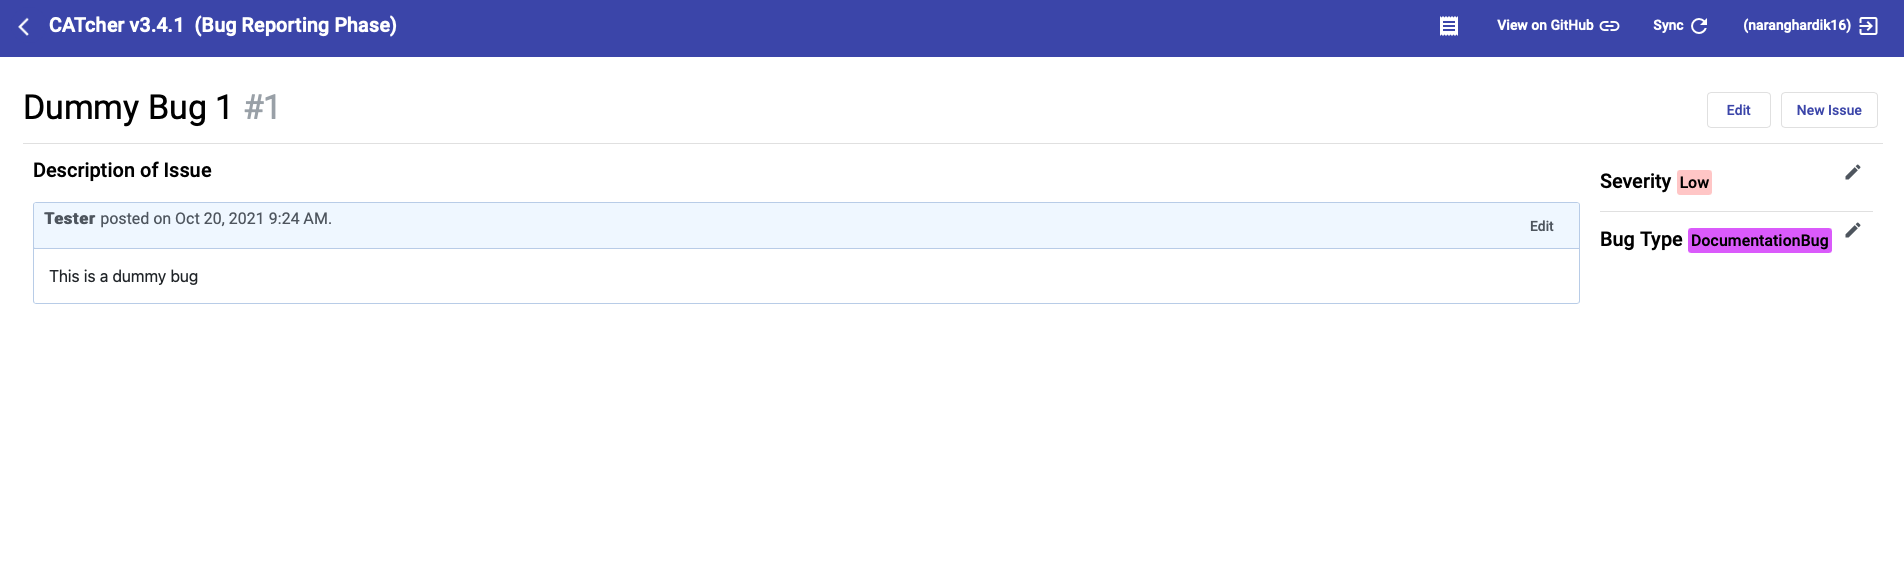 CATcher v3.4.1 (Bug Reporting Phase)
View on GitHub
Sync
(naranghardik16)
Dummy Bug 1 #1
Edit
New Issue
Description of Issue
Tester posted on Oct 20, 2021 9:24 AM.
Edit
This is a dummy bug
Severity Low
Bug Type DocumentationBug